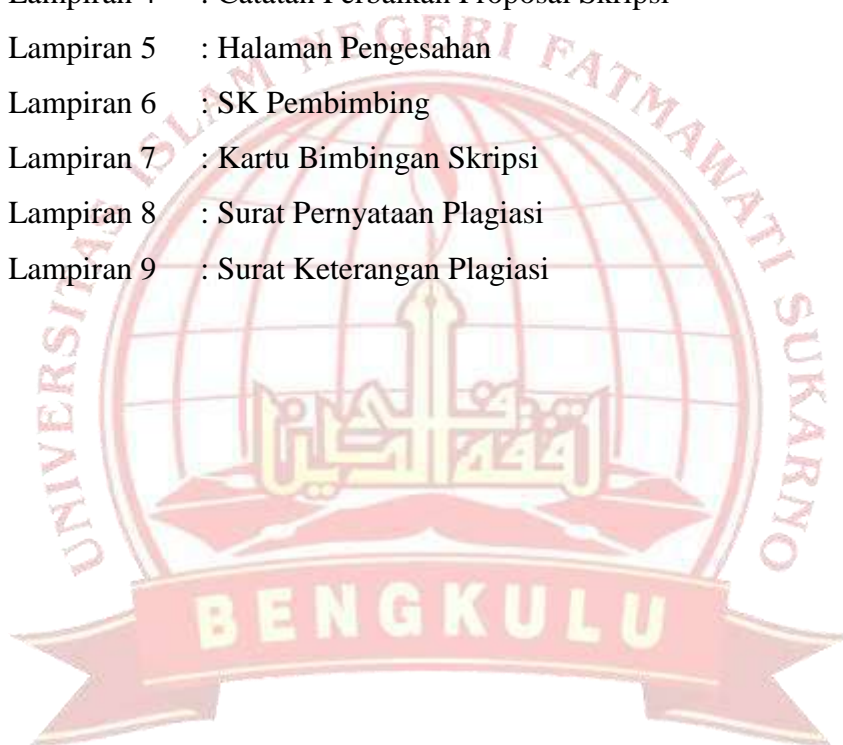 Lampiran 4 : Catatan Perbaikan Proposal Skripsi
Lampiran 5 : Halaman Pengesahan
Lampiran 6 : SK Pembimbing
Lampiran 7 : Kartu Bimbingan Skripsi
Lampiran 8 : Surat Pernyataan Plagiasi
Lampiran 9 : Surat Keterangan Plagiasi
UNIVERSITAS ISLAM NEGERI FATMAWATI SUKARNO
BENGKULU